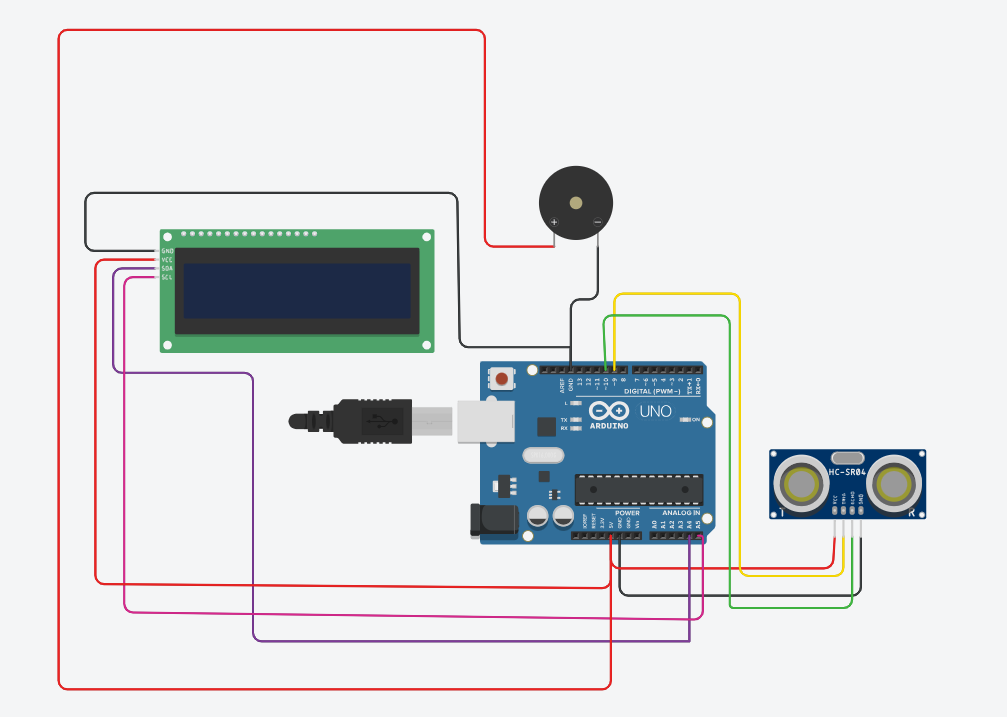 GND
VCC
SDA
SCL
+ −
AREF
GND
13
12
~11
~10
~9
8
7
~6
~5
4
~3
2
TX→1
RX←0
DIGITAL (PWM~)
L
TX
RX
ARDUINO
UNO
ON
POWER
ANALOG IN
IOREF
RESET
3.3V
5V
GND
GND
Vin
A0
A1
A2
A3
A4
A5
HC-SR04
VCC
TRIG
ECHO
GND
T
R